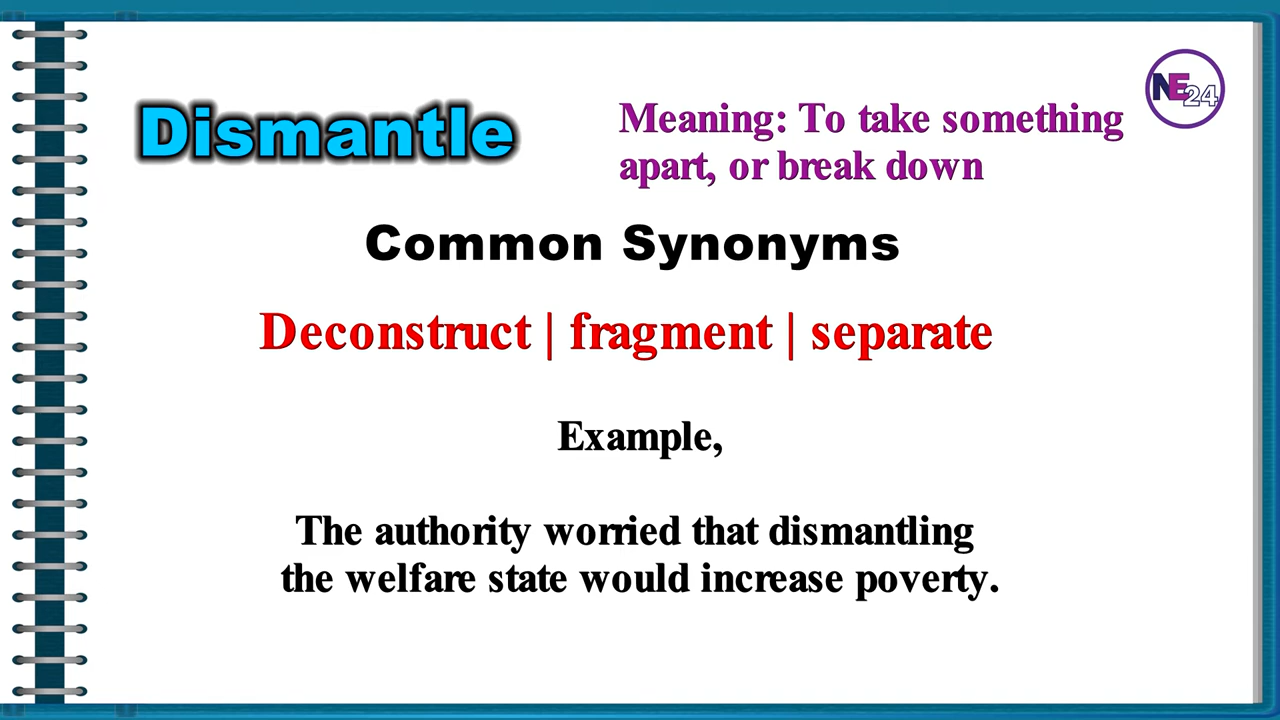 Dismantle
Meaning: To take something
apart, or break down
NE24
Common Synonyms
Deconstruct | fragment | separate
Example,
The authority worried that dismantling
the welfare state would increase poverty.